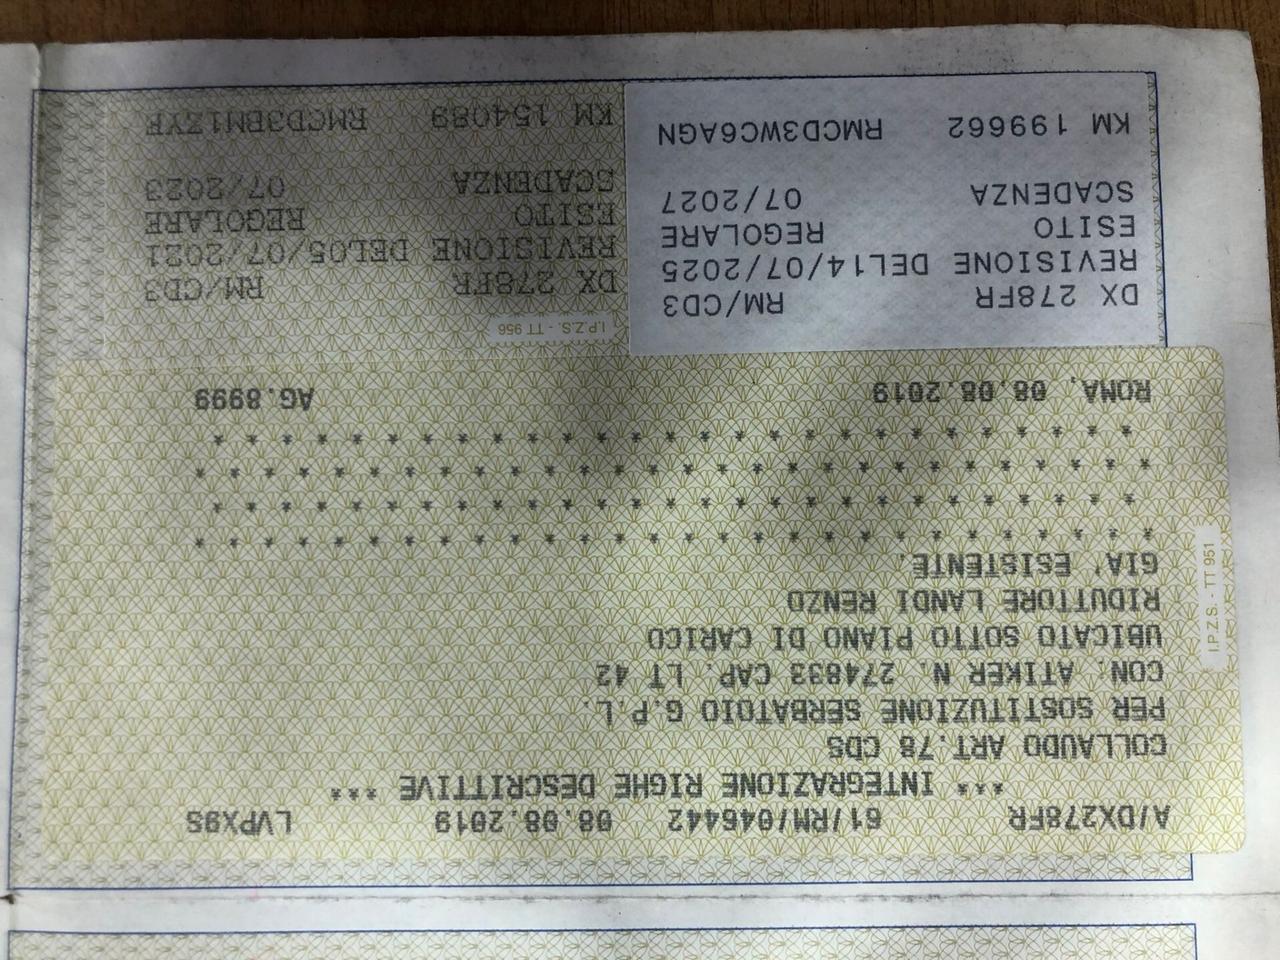 A/DX278FR 61/RM/046442 08.08.2019 LVPX9S
*** INTEGRAZIONE RIGHE DESCRITTIVE ***
COLLAUDO ART.78 CDS
PER SOSTITUZIONE SERBATOIO G.P.L.
CON: ATIKER N. 274833 CAP. LT 42
UBICATO SOTTO PIANO DI CARICO
RIDUTTORE LANDI RENZO
GIA' ESISTENTE.
* * * * * * * * * * * * * * * * * * * * * * * * * * * *
* * * * * * * * * * * * * * * * * * * * * * * * * * *
* * * * * * * * * * * * * * * * * * * * * * * * * * * *
* * * * * * * * * * * * * * * * * * * * * * * * * * *
ROMA, 08.08.2019 AG.8999
I.P.Z.S. - TT 951
DX 278FR RM/CD3
REVISIONE DEL14/07/2025
ESITO REGOLARE
SCADENZA 07/2027
KM 199662 RMCD3WC6AGN
I.P.Z.S. - TT 956
DX 278FR RM/CD3
REVISIONE DEL05/07/2021
ESITO REGOLARE
SCADENZA 07/2023
KM 154089 RMCD3BM1ZYE